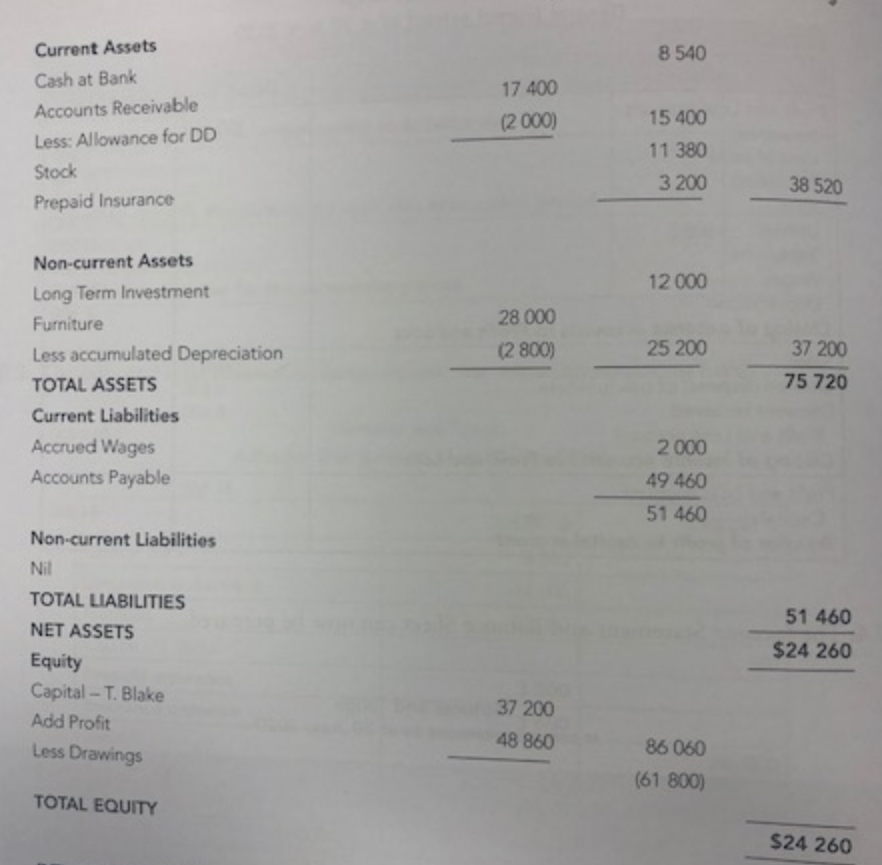 Current Assets
Cash at Bank 8 540
Accounts Receivable 17 400
Less: Allowance for DD (2 000) 15 400
Stock 11 380
Prepaid Insurance 3 200 38 520
Non-current Assets
Long Term Investment 12 000
Furniture 28 000
Less accumulated Depreciation (2 800) 25 200 37 200
TOTAL ASSETS 75 720
Current Liabilities
Accrued Wages 2 000
Accounts Payable 49 460
51 460
Non-current Liabilities
Nil
TOTAL LIABILITIES 51 460
NET ASSETS $24 260
Equity
Capital – T. Blake 37 200
Add Profit 48 860 86 060
Less Drawings (61 800)
TOTAL EQUITY $24 260